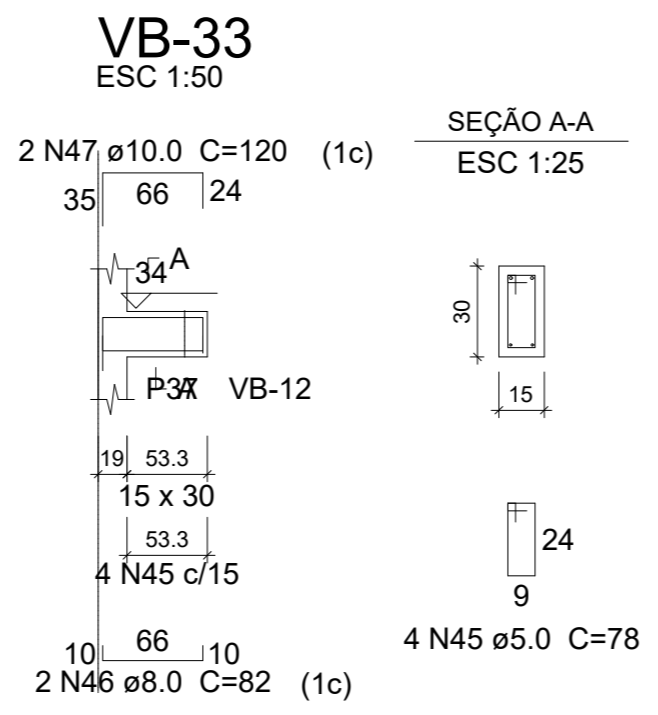 VB-33
ESC 1:50
SEÇÃO A-A
ESC 1:25
2 N47 ø10.0 C=120 (1c)
35 66 24
34 A
P37 A VB-12
30
15
19 53.3
15 x 30
53.3
4 N45 c/15
24
9
4 N45 ø5.0 C=78
10 66 10
2 N46 ø8.0 C=82 (1c)